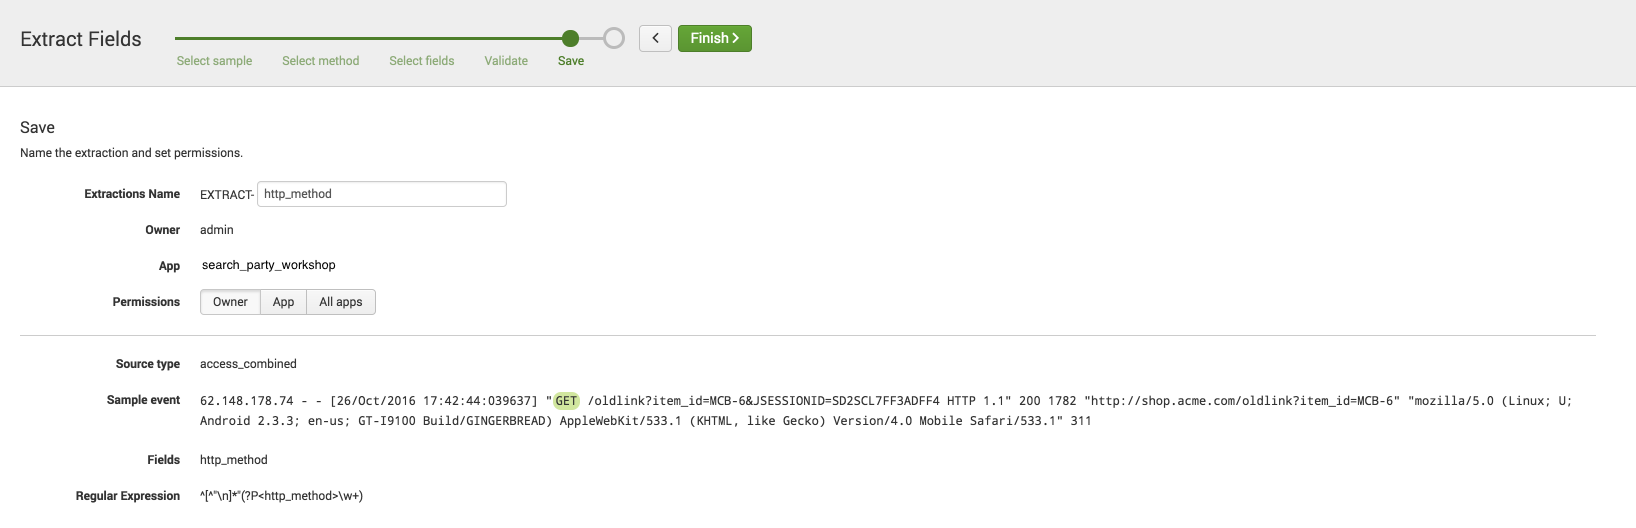 Extract Fields
Select sample
Select method
Select fields
Validate
Save
<
Finish >
Save
Name the extraction and set permissions.
Extractions Name EXTRACT- http_method
Owner admin
App search_party_workshop
Permissions Owner App All apps
Source type access_combined
Sample event 62.148.178.74 - - [26/Oct/2016 17:42:44:039637] "GET /oldlink?item_id=MCB-6&JSESSIONID=SD2SCL7FF3ADFF4 HTTP 1.1" 200 1782 "http://shop.acme.com/oldlink?item_id=MCB-6" "mozilla/5.0 (Linux; U;
Android 2.3.3; en-us; GT-I9100 Build/GINGERBREAD) AppleWebKit/533.1 (KHTML, like Gecko) Version/4.0 Mobile Safari/533.1" 311
Fields http_method
Regular Expression ^[^"\n]*"(?P<http_method>\w+)